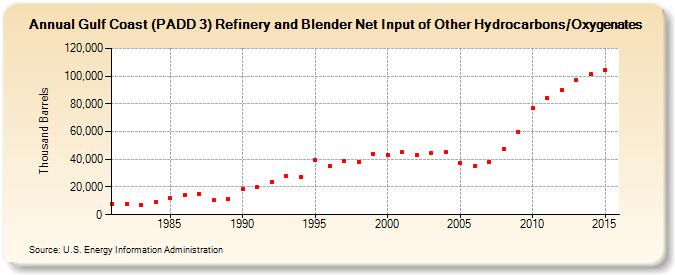 Annual Gulf Coast (PADD 3) Refinery and Blender Net Input of Other Hydrocarbons/Oxygenates
Thousand Barrels
120,000
100,000
80,000
60,000
40,000
20,000
0
1985 1990 1995 2000 2005 2010 2015
Source: U.S. Energy Information Administration